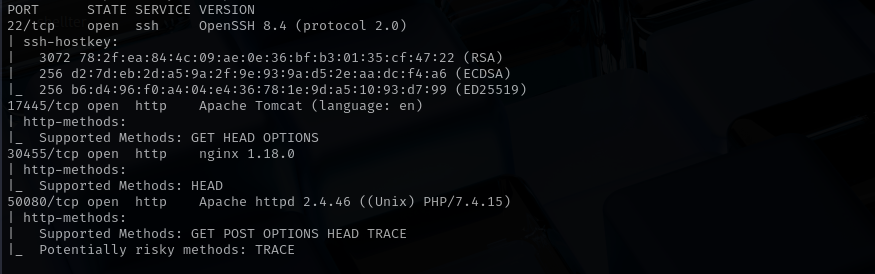 PORT      STATE SERVICE VERSION
22/tcp    open  ssh     OpenSSH 8.4 (protocol 2.0)
| ssh-hostkey:
|   3072 78:2f:ea:84:4c:09:ae:0e:36:bf:b3:01:35:cf:47:22 (RSA)
|   256 d2:7d:eb:2d:a5:9a:2f:9e:93:9a:d5:2e:aa:dc:f4:a6 (ECDSA)
|_  256 b6:d4:96:f0:a4:04:e4:36:78:1e:9d:a5:10:93:d7:99 (ED25519)
17445/tcp open  http    Apache Tomcat (language: en)
| http-methods:
|_  Supported Methods: GET HEAD OPTIONS
30455/tcp open  http    nginx 1.18.0
| http-methods:
|_  Supported Methods: HEAD
50080/tcp open  http    Apache httpd 2.4.46 ((Unix) PHP/7.4.15)
| http-methods:
|   Supported Methods: GET POST OPTIONS HEAD TRACE
|_  Potentially risky methods: TRACE